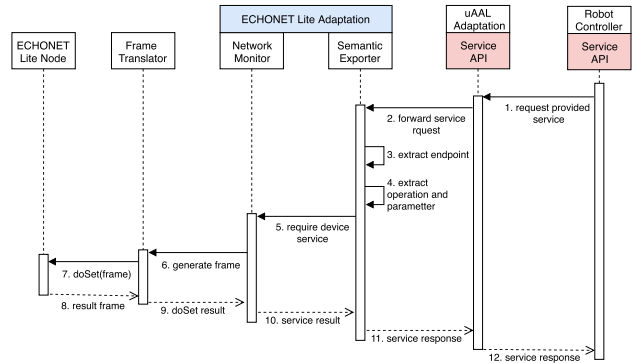 ECHONET Lite Adaptation
uAAL
Adaptation
Robot
Controller
ECHONET
Lite Node
Frame
Translator
Network
Monitor
Semantic
Exporter
Service
API
Service
API
1. request provided
service
2. forward service
rquest
3. extract endpoint
4. extract
operation and
parametter
5. require device
service
6. generate frame
7. doSet(frame)
8. result frame
9. doSet result
10. service result
11. service response
12. service response